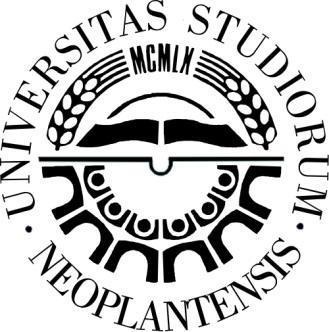 UNIVERSITAS STUDIORUM
MCMLX
· NEOPLANTENSIS ·